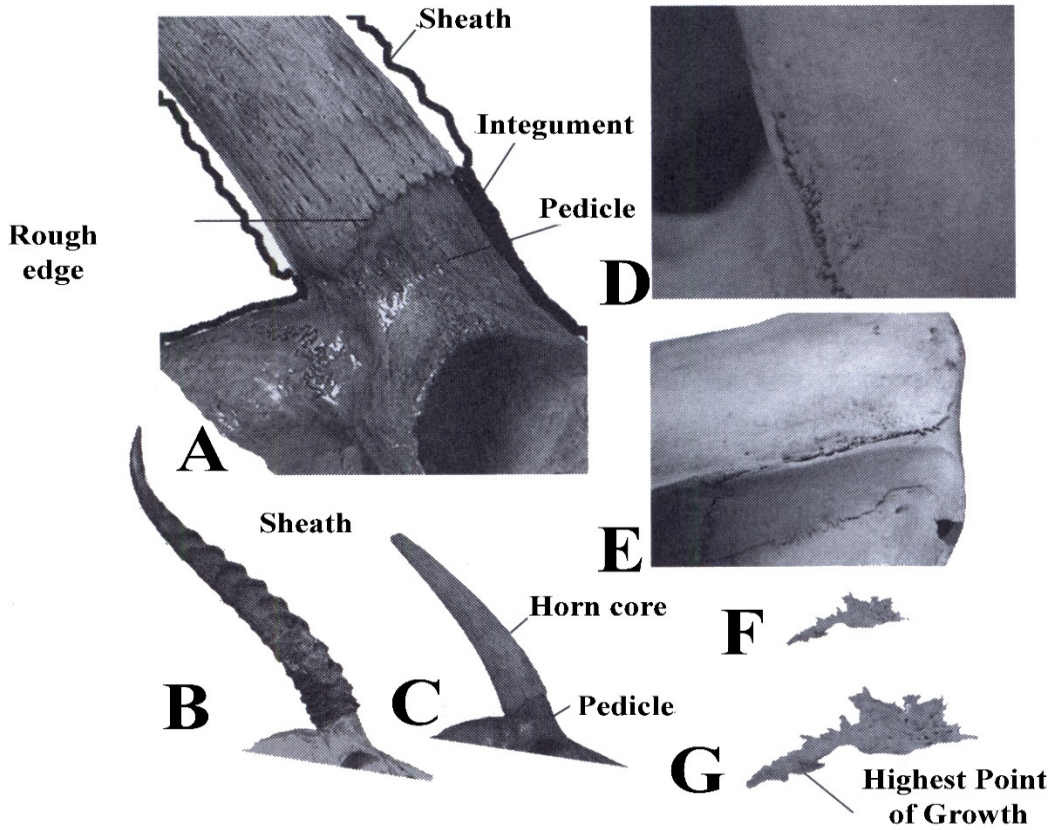 Sheath
Integument
Pedicle
Rough
edge
A
D
E
Sheath
Horn core
Pedicle
B
C
F
G
Highest Point
of Growth